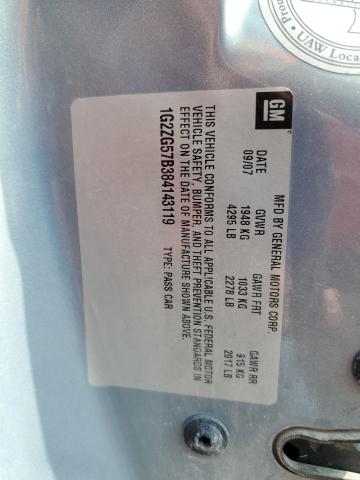 GM
MFD BY GENERAL MOTORS CORP.
DATE GVWR GAWR FRT GAWR RR
09/07 1948 KG 1033 KG 915 KG
4295 LB 2278 LB 2017 LB
THIS VEHICLE CONFORMS TO ALL APPLICABLE U.S. FEDERAL MOTOR
VEHICLE SAFETY, BUMPER, AND THEFT PREVENTION STANDARDS IN
EFFECT ON THE DATE OF MANUFACTURE SHOWN ABOVE.
1G2ZG57B384143119 TYPE: PASS CAR
UAW Local